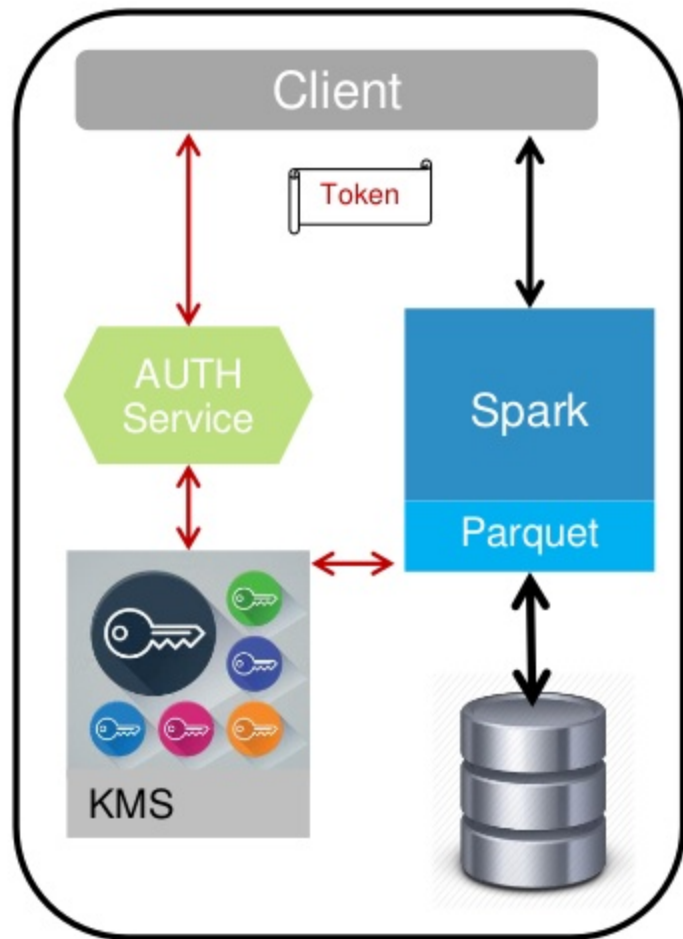 Client
Token
AUTH
Service
Spark
Parquet
KMS